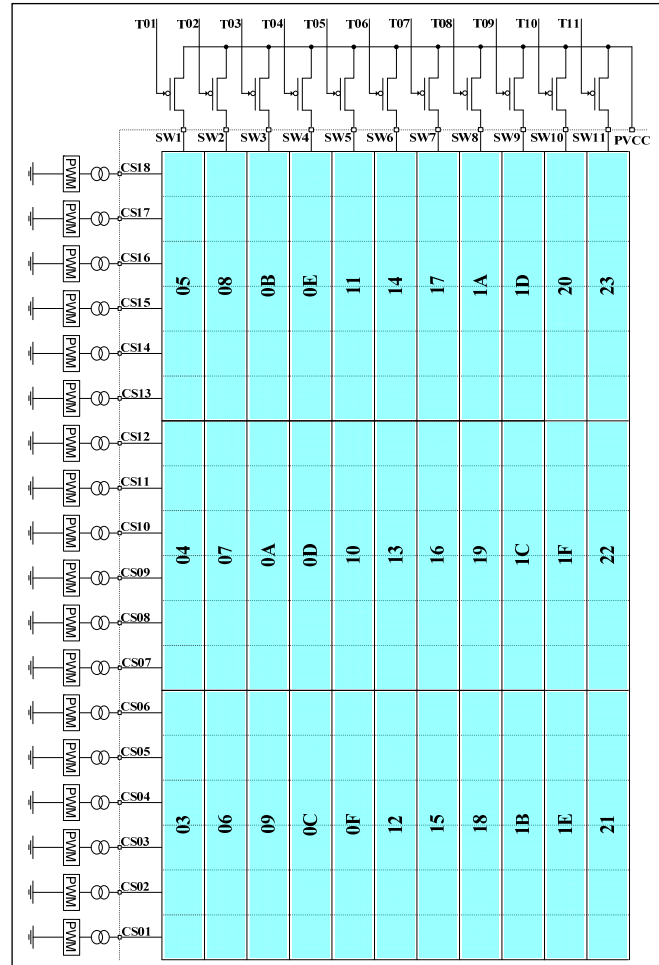 T01 T02 T03 T04 T05 T06 T07 T08 T09 T10 T11
SW1 SW2 SW3 SW4 SW5 SW6 SW7 SW8 SW9 SW10 SW11 PVCC
PWM CS18
PWM CS17
PWM CS16
05 08 0B 0E 11 14 17 1A 1D 20 23
PWM CS15
PWM CS14
PWM CS13
PWM CS12
PWM CS11
PWM CS10
04 07 0A 0D 10 13 16 19 1C 1F 22
PWM CS09
PWM CS08
PWM CS07
PWM CS06
PWM CS05
PWM CS04
03 06 09 0C 0F 12 15 18 1B 1E 21
PWM CS03
PWM CS02
PWM CS01